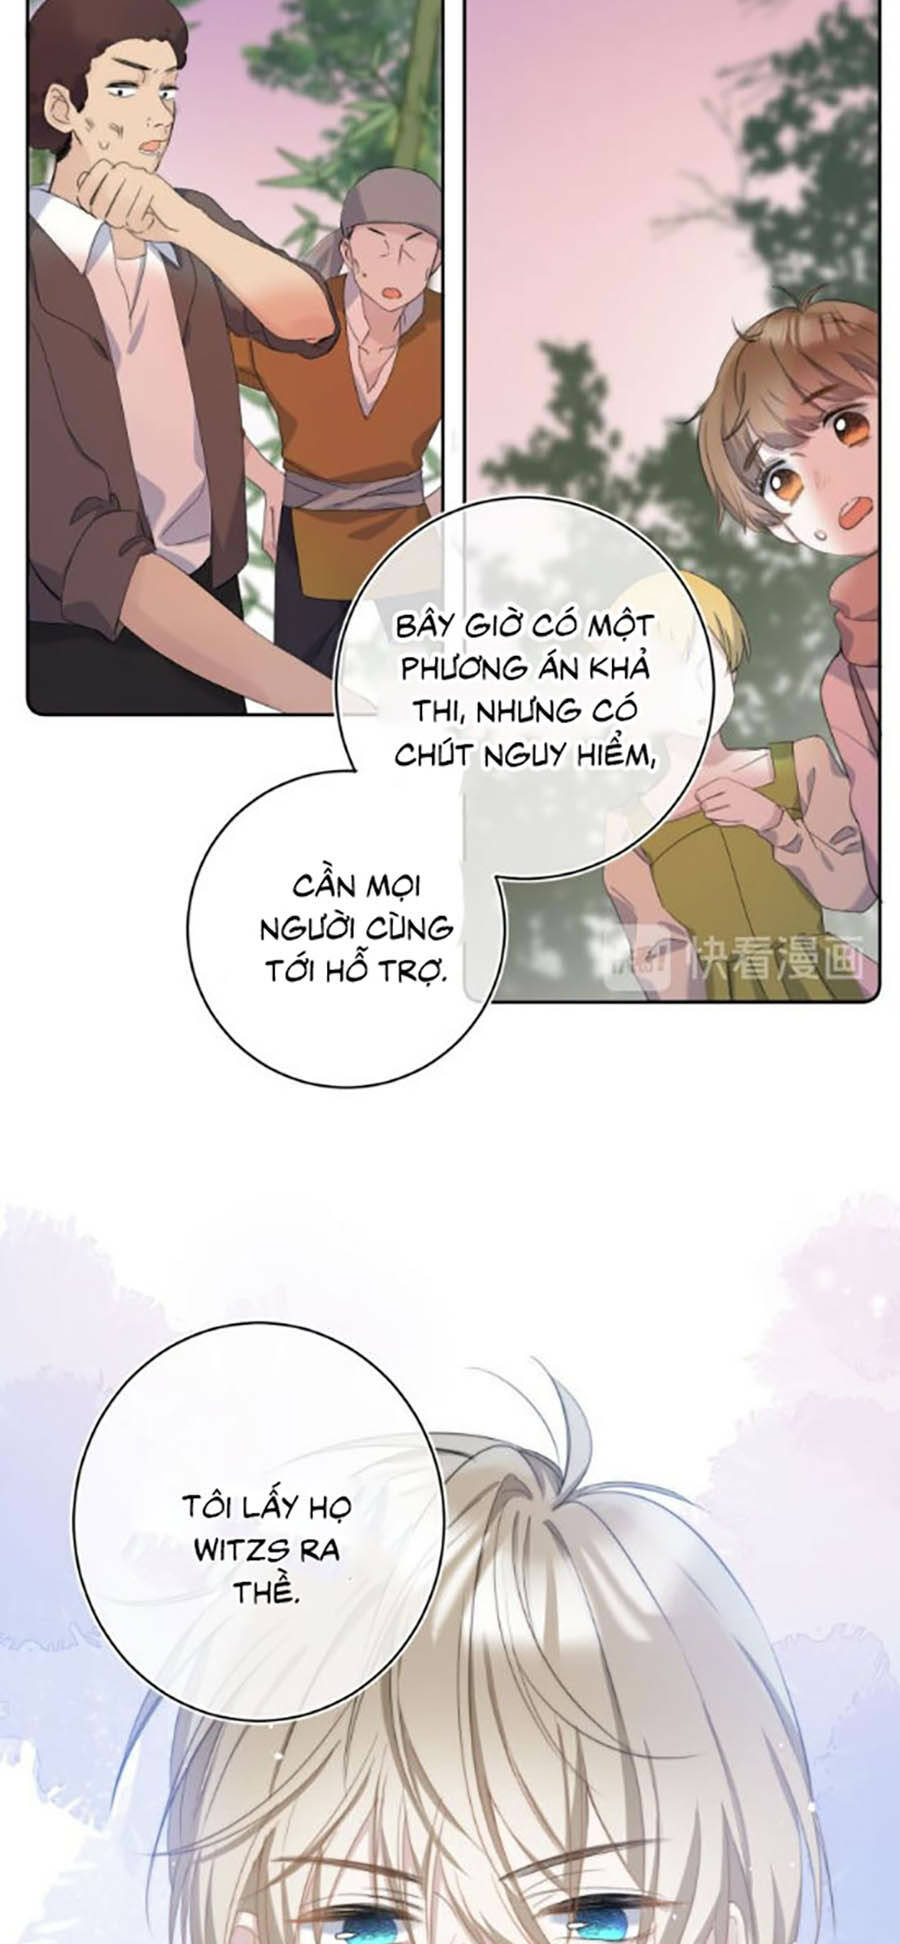 BÂY GIỜ CÓ MỘT
PHƯƠNG ÁN KHẢ
THI, NHƯNG CÓ
CHÚT NGUY HIỂM,
CẦN MỌI
NGƯỜI CÙNG
TỚI HỖ TRỢ.
快看漫画
TÔI LẤY HỌ
WITZS RA
THỀ.